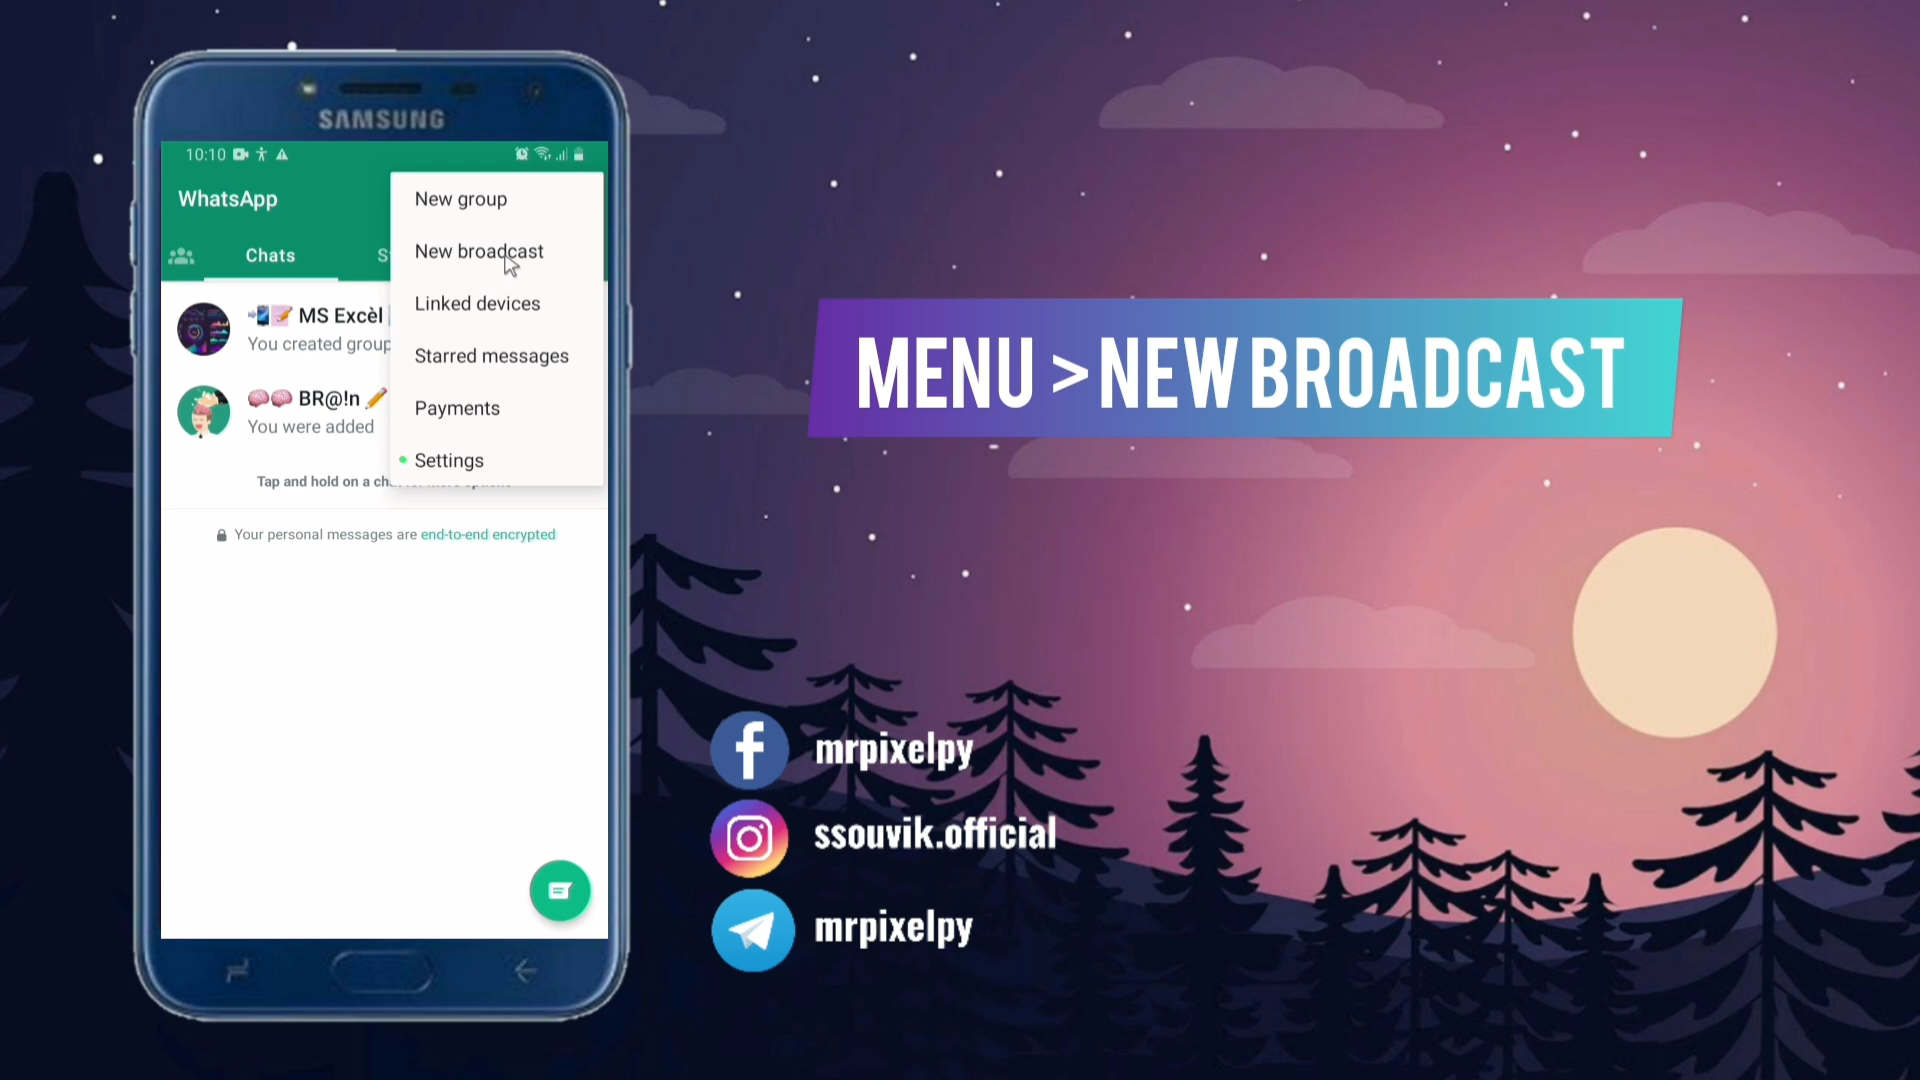 SAMSUNG
10:10
WhatsApp
New group
New broadcast
Linked devices
Starred messages
Payments
Settings
Chats
S
📲📝 MS Excèl
You created group
🧠🧠 BR@!n ✏️
You were added
Tap and hold on a ch
Your personal messages are end-to-end encrypted
MENU > NEW BROADCAST
mrpixelpy
ssouvik.official
mrpixelpy